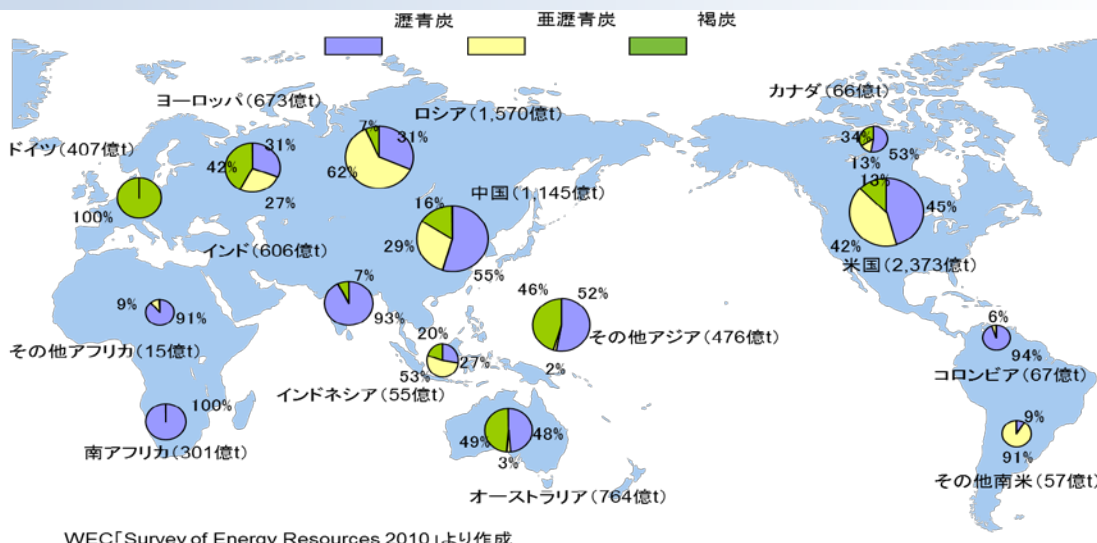 瀝青炭 亜瀝青炭 褐炭
ヨーロッパ(673億t)
31%
42%
27%
ロシア(1,570億t)
7%
31%
62%
カナダ(66億t)
34%
53%
13%
ドイツ(407億t)
100%
中国(1,145億t)
16%
29%
55%
13%
45%
42%
米国(2,373億t)
インド(606億t)
7%
93%
9%
91%
その他アフリカ(15億t)
46%
52%
その他アジア(476億t)
2%
20%
27%
53%
インドネシア(55億t)
6%
94%
コロンビア(67億t)
100%
南アフリカ(301億t)
49%
48%
3%
オーストラリア(764億t)
9%
91%
その他南米(57億t)
WEC「Survey of Energy Resources 2010」より作成